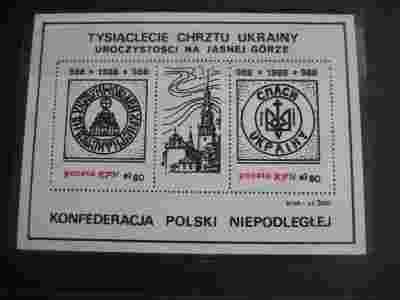 TYSIĄCLECIE CHRZTU UKRAINY
UROCZYSTOŚCI NA JASNEJ GÓRZE
988 • 1988 • 988
988 • 1988 • 988
СПАСИ
УКРАЇНУ
poczta KPN zł 80
poczta KPN zł 80
KONFEDERACJA POLSKI NIEPODLEGŁEJ